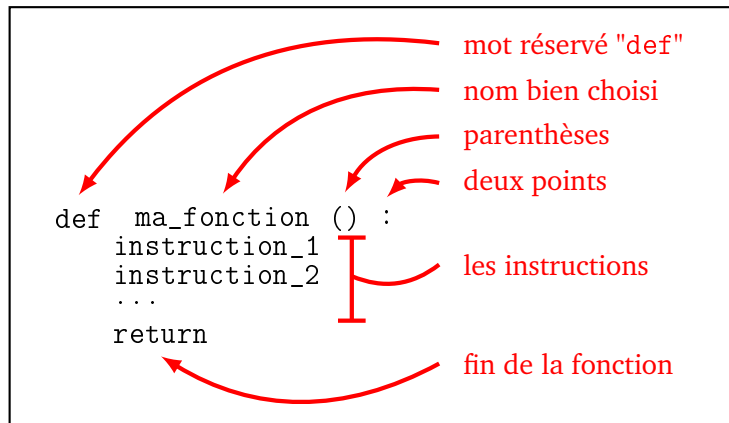 mot réservé "def"
nom bien choisi
parenthèses
deux points
def ma_fonction () :
instruction_1
instruction_2
...
les instructions
return
fin de la fonction